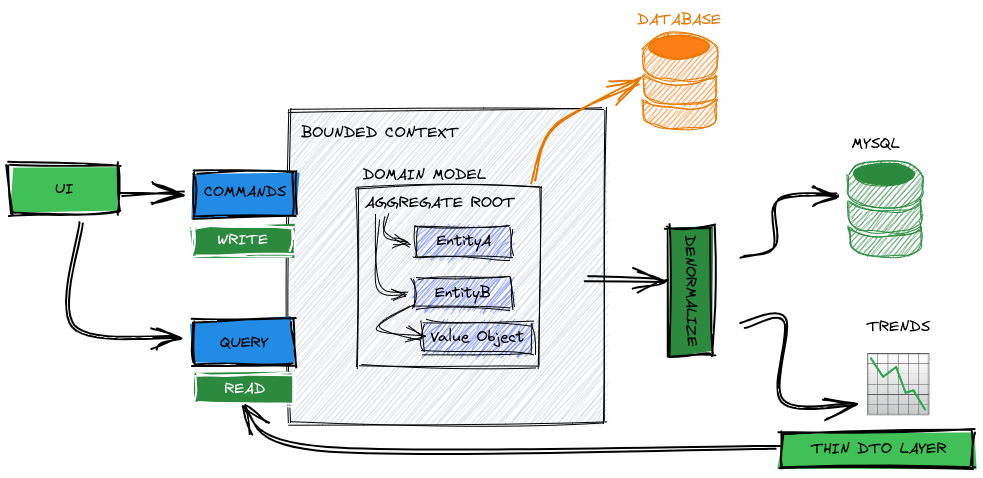 DATABASE
BOUNDED CONTEXT
MYSQL
UI
COMMANDS
WRITE
DOMAIN MODEL
AGGREGATE ROOT
EntityA
EntityB
Value Object
DENORMALIZE
QUERY
READ
TRENDS
THIN DTO LAYER